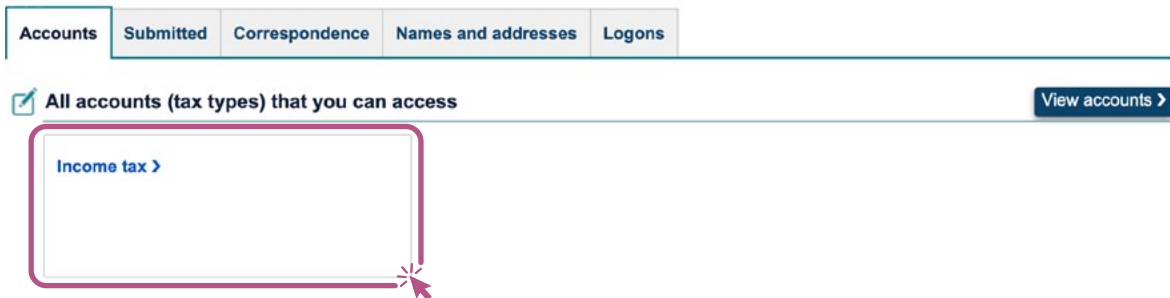 Accounts Submitted Correspondence Names and addresses Logons
All accounts (tax types) that you can access
View accounts ›
Income tax ›